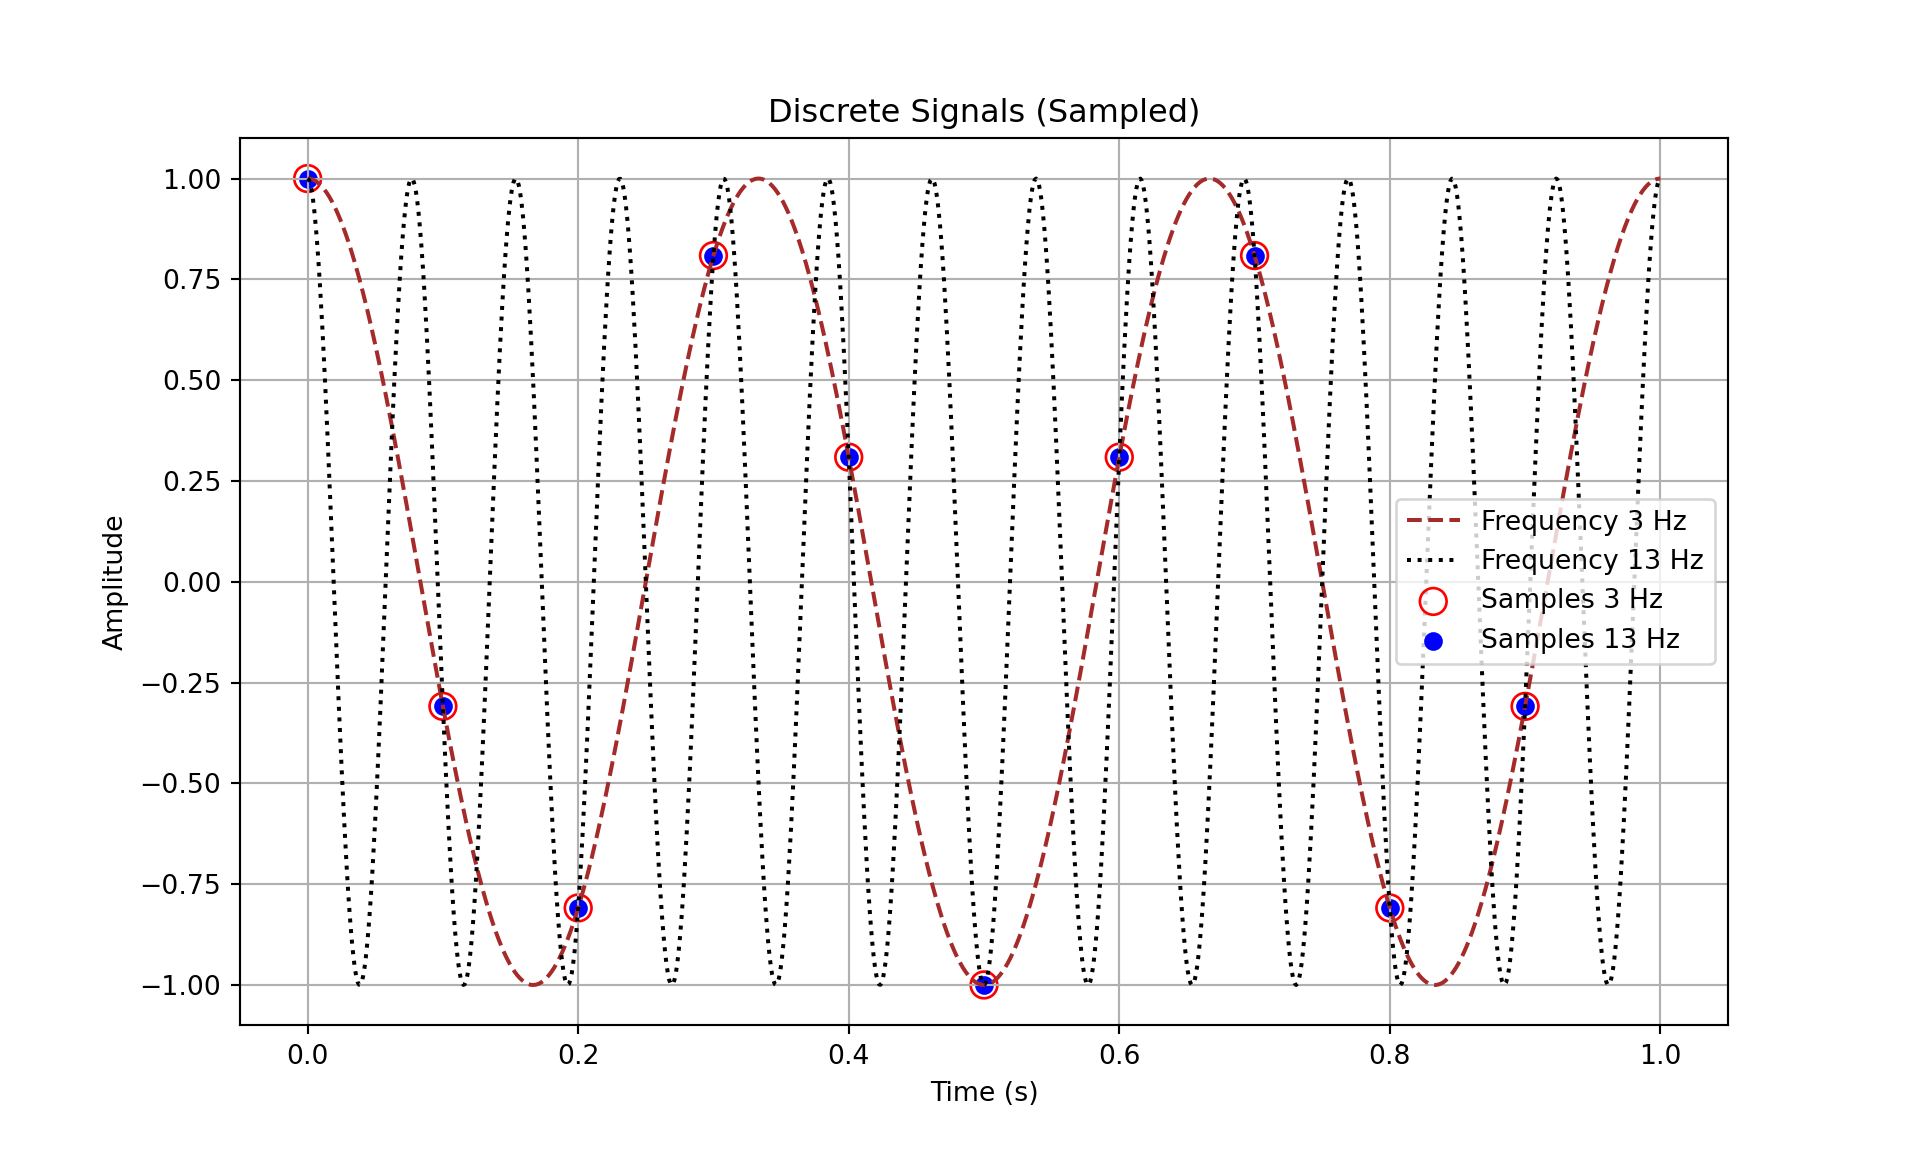 Discrete Signals (Sampled)
1.00
0.75
0.50
0.25
0.00
−0.25
−0.50
−0.75
−1.00
Amplitude
Frequency 3 Hz
Frequency 13 Hz
Samples 3 Hz
Samples 13 Hz
0.0 0.2 0.4 0.6 0.8 1.0
Time (s)